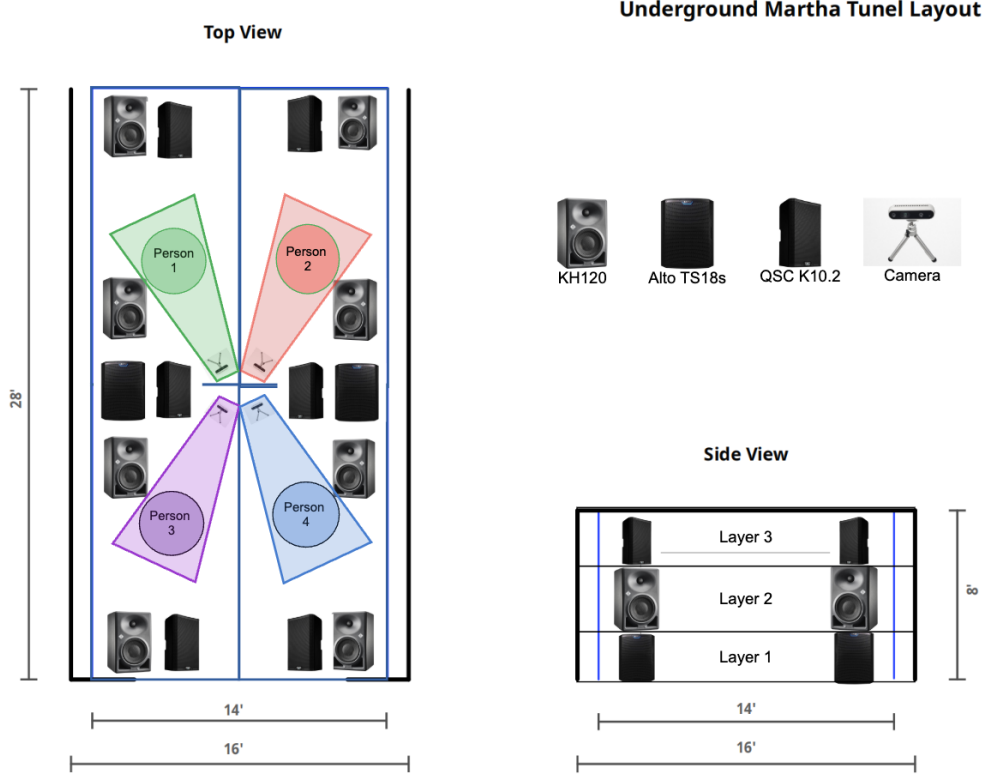 Underground Martha Tunel Layout
Top View
28'
Person
1
Person
2
Person
3
Person
4
14'
16'
KH120
Alto TS18s
QSC K10.2
Camera
Side View
Layer 3
Layer 2
Layer 1
8'
14'
16'